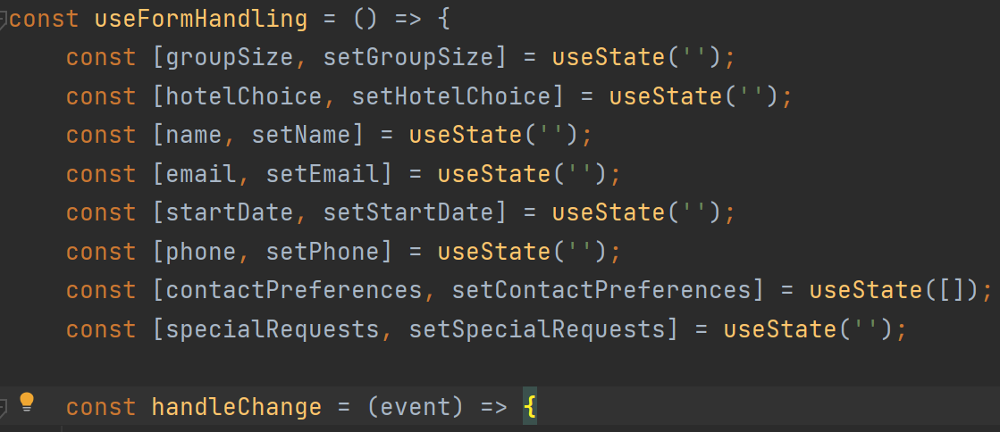 const useFormHandling = () => {
    const [groupSize, setGroupSize] = useState('');
    const [hotelChoice, setHotelChoice] = useState('');
    const [name, setName] = useState('');
    const [email, setEmail] = useState('');
    const [startDate, setStartDate] = useState('');
    const [phone, setPhone] = useState('');
    const [contactPreferences, setContactPreferences] = useState([]);
    const [specialRequests, setSpecialRequests] = useState('');
    const handleChange = (event) => {